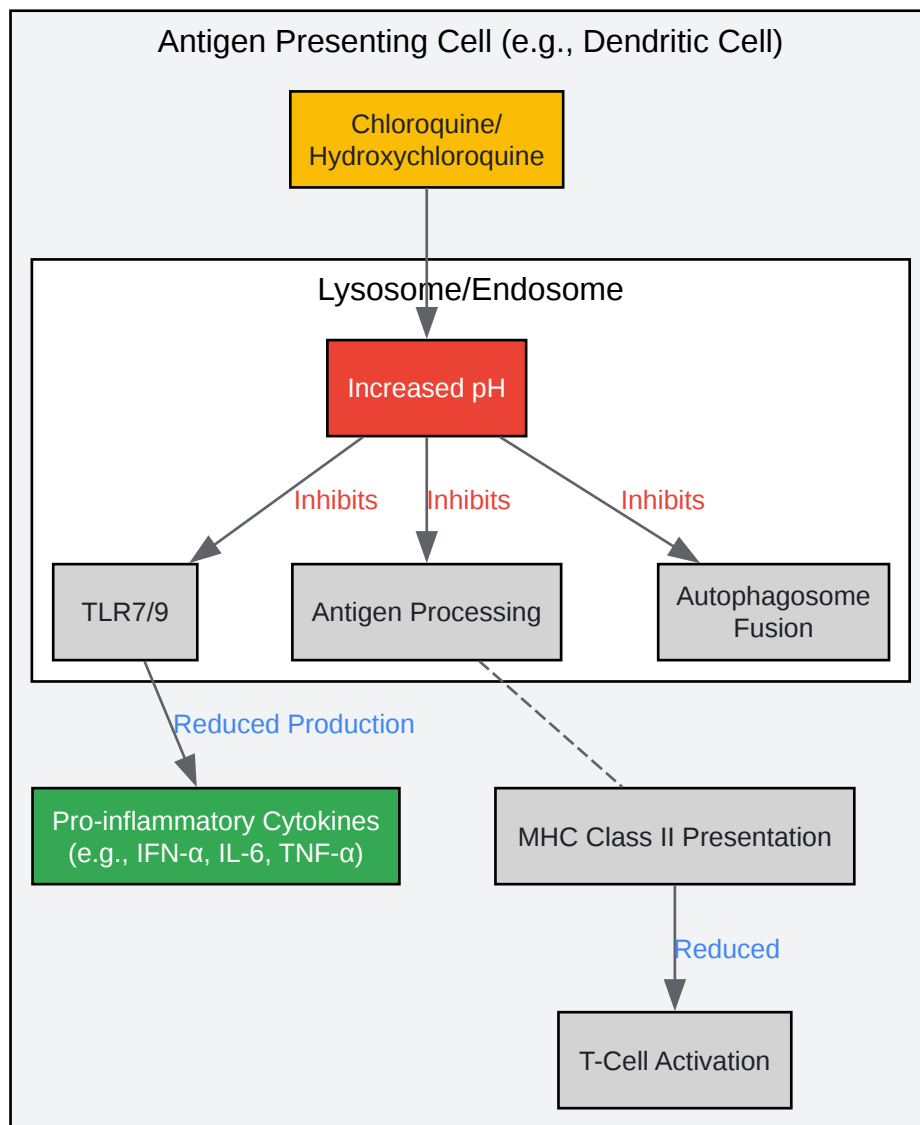 Antigen Presenting Cell (e.g., Dendritic Cell)
Chloroquine/
Hydroxychloroquine
Lysosome/Endosome
Increased pH
Inhibits
Inhibits
Inhibits
TLR7/9
Antigen Processing
Autophagosome
Fusion
Reduced Production
Pro-inflammatory Cytokines
(e.g., IFN-α, IL-6, TNF-α)
MHC Class II Presentation
Reduced
T-Cell Activation